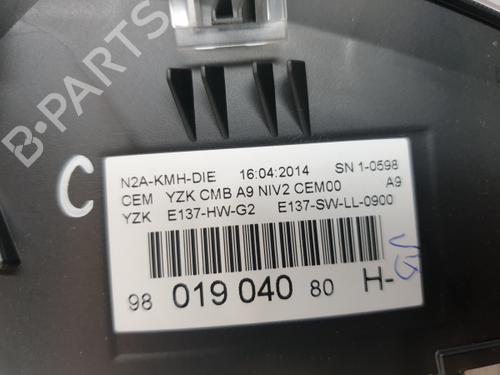 B-PARTS
C
N2A-KMH-DIE 16:04:2014 SN 1-0598
CEM YZK CMB A9 NIV2 CEM00 A9
YZK E137-HW-G2 E137-SW-LL-0900
98 019 040 80 H-